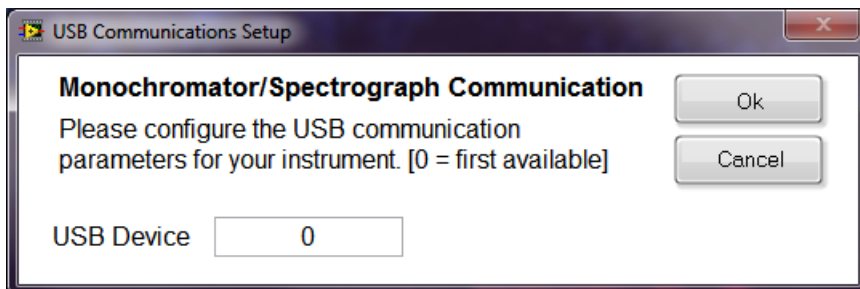 USB Communications Setup
Monochromator/Spectrograph Communication
Please configure the USB communication
parameters for your instrument. [0 = first available]
Ok
Cancel
USB Device 0